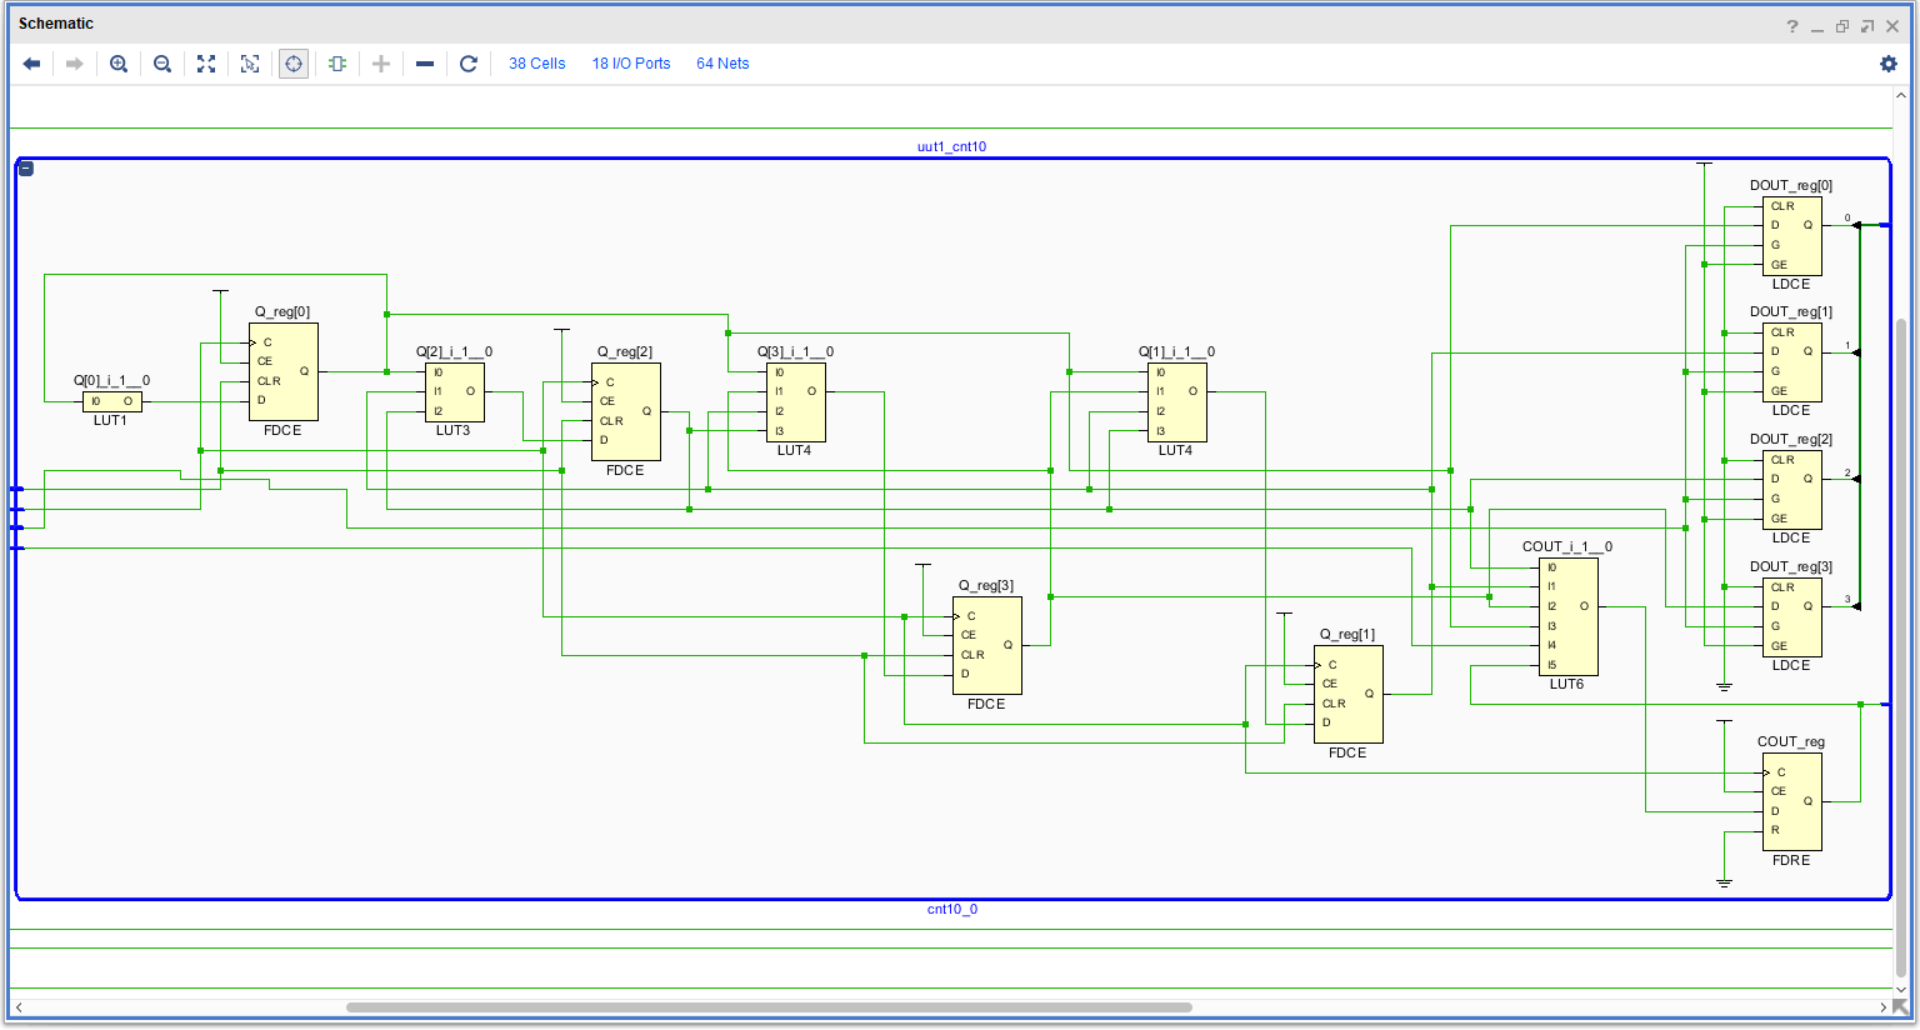 Schematic
38 Cells 18 I/O Ports 64 Nets
uut1_cnt10
Q[0]_i_1__0
I0 O
LUT1
Q_reg[0]
C
CE
CLR Q
D
FDCE
Q[2]_i_1__0
I0
I1 O
I2
LUT3
Q_reg[2]
C
CE
CLR Q
D
FDCE
Q[3]_i_1__0
I0
I1 O
I2
I3
LUT4
Q_reg[3]
C
CE
CLR Q
D
FDCE
Q[1]_i_1__0
I0
I1 O
I2
I3
LUT4
Q_reg[1]
C
CE
CLR Q
D
FDCE
COUT_i_1__0
I0
I1
I2 O
I3
I4
I5
LUT6
DOUT_reg[0]
CLR
D Q 0
G
GE
LDCE
DOUT_reg[1]
CLR
D Q 1
G
GE
LDCE
DOUT_reg[2]
CLR
D Q 2
G
GE
LDCE
DOUT_reg[3]
CLR
D Q 3
G
GE
LDCE
COUT_reg
C
CE
D Q
R
FDRE
cnt10_0